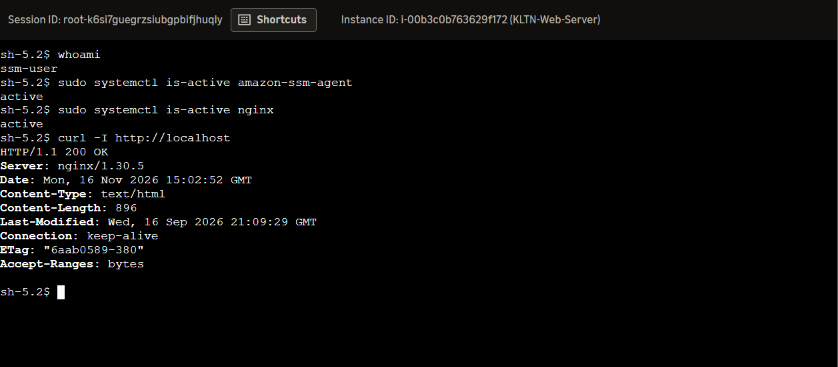 Session ID: root-k6si7guegrzsiubgpblfjhuqly Shortcuts Instance ID: i-00b3c0b763629f172 (KLTN-Web-Server)
sh-5.2$ whoami
ssm-user
sh-5.2$ sudo systemctl is-active amazon-ssm-agent
active
sh-5.2$ sudo systemctl is-active nginx
active
sh-5.2$ curl -I http://localhost
HTTP/1.1 200 OK
Server: nginx/1.30.5
Date: Mon, 16 Nov 2026 15:02:52 GMT
Content-Type: text/html
Content-Length: 896
Last-Modified: Wed, 16 Sep 2026 21:09:29 GMT
Connection: keep-alive
ETag: "6aab0589-380"
Accept-Ranges: bytes
sh-5.2$